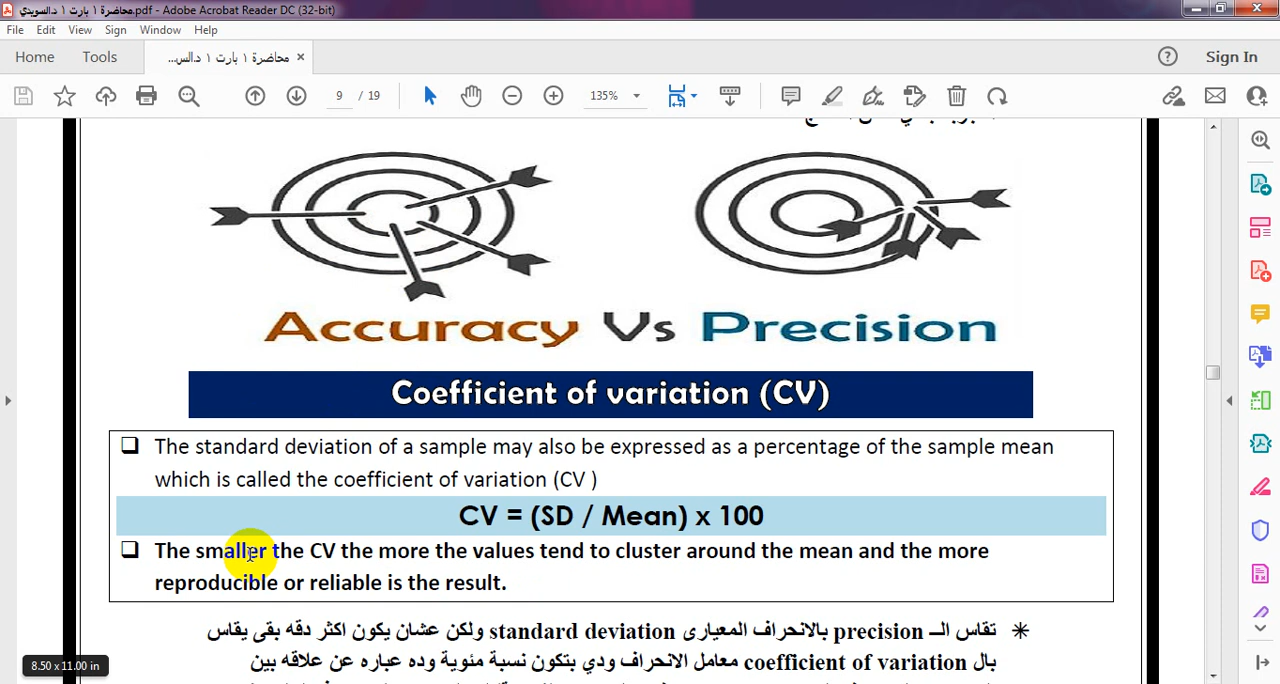 محاضرة ١ بارت ١ د.السويدي.pdf - Adobe Acrobat Reader DC (32-bit)
File Edit View Sign Window Help
Home Tools محاضرة ١ بارت ١ د.الس... × Sign In
9 / 19 135%
Accuracy Vs Precision
Coefficient of variation (CV)
The standard deviation of a sample may also be expressed as a percentage of the sample mean
which is called the coefficient of variation (CV )
CV = (SD / Mean) x 100
The smaller the CV the more the values tend to cluster around the mean and the more
reproducible or reliable is the result.
تقاس الــ precision بالانحراف المعيارى standard deviation ولكن عشان يكون اكثر دقه بقى يقاس
بال coefficient of variation معامل الانحراف ودي بتكون نسبة مئوية وده عباره عن علاقه بين
8.50 x 11.00 in